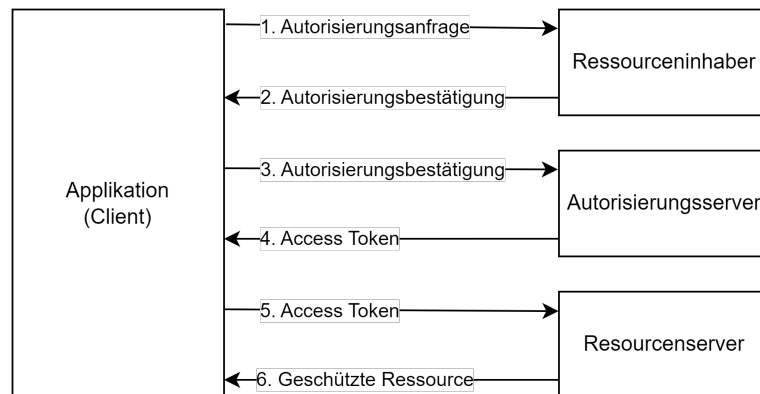 1. Autorisierungsanfrage
Ressourceninhaber
2. Autorisierungsbestätigung
3. Autorisierungsbestätigung
Applikation
(Client)
Autorisierungsserver
4. Access Token
5. Access Token
Resourcenserver
6. Geschützte Ressource